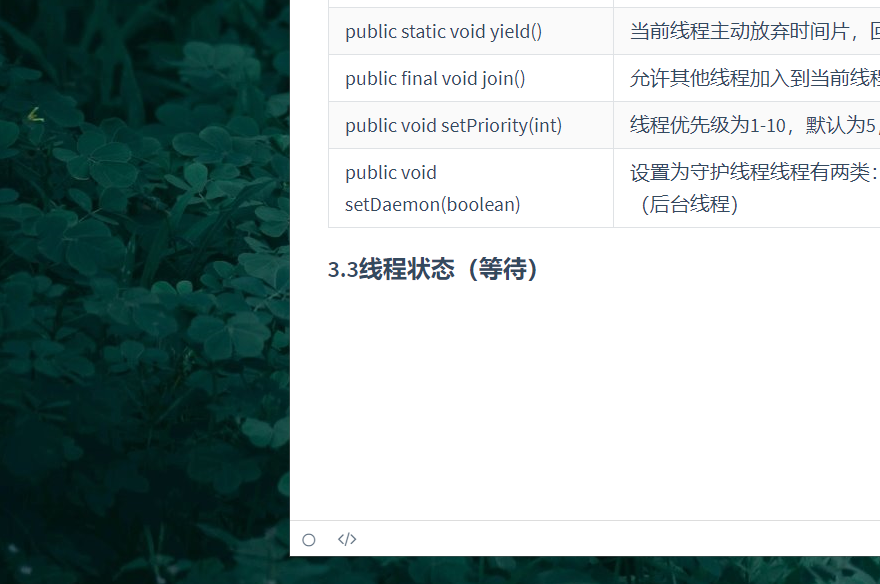 public static void yield()
当前线程主动放弃时间片，回
public final void join()
允许其他线程加入到当前线程
public void setPriority(int)
线程优先级为1-10，默认为5，
public void
setDaemon(boolean)
设置为守护线程线程有两类：
（后台线程）
3.3线程状态（等待）